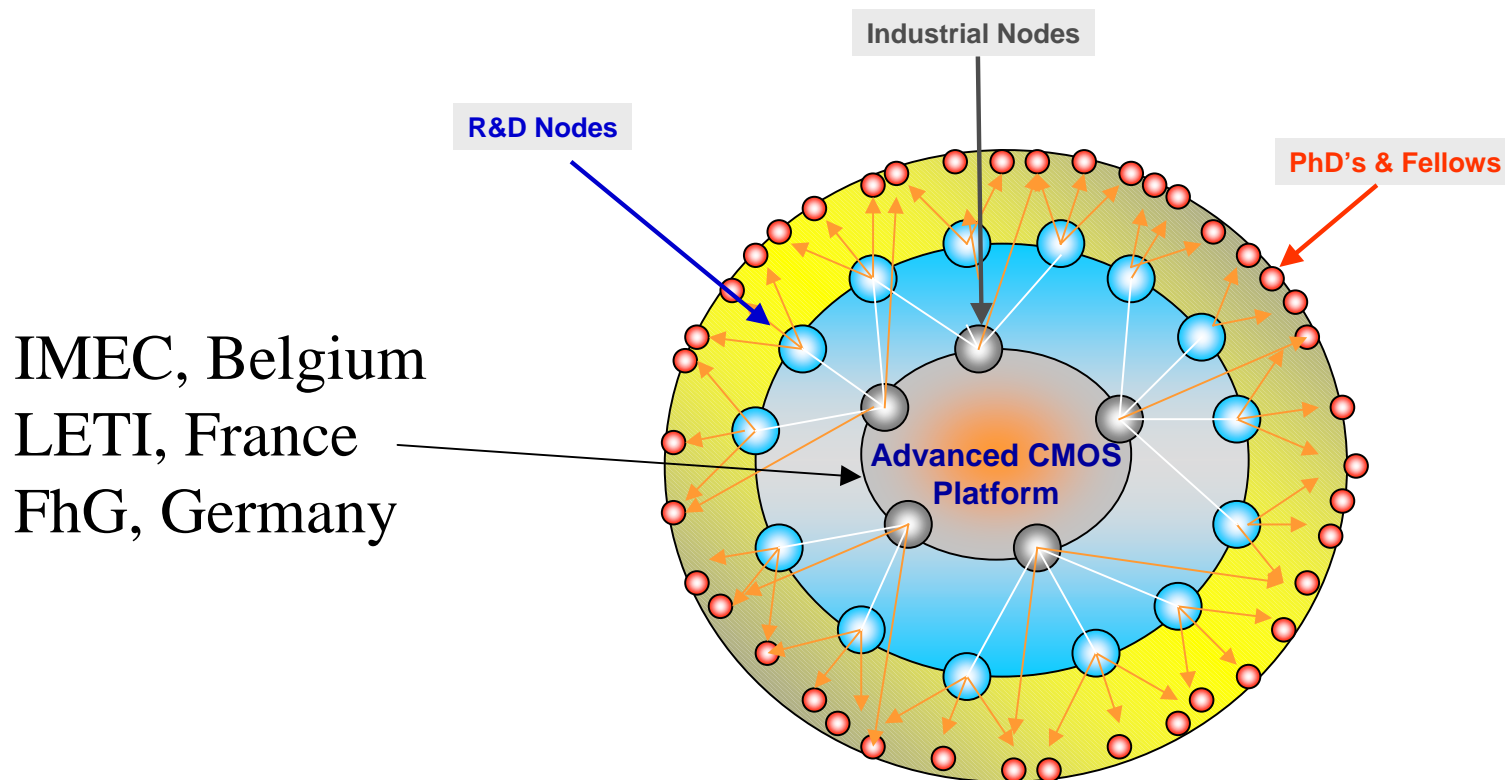 Industrial Nodes
R&D Nodes
PhD's & Fellows
IMEC, Belgium
LETI, France
FhG, Germany
Advanced CMOS
Platform